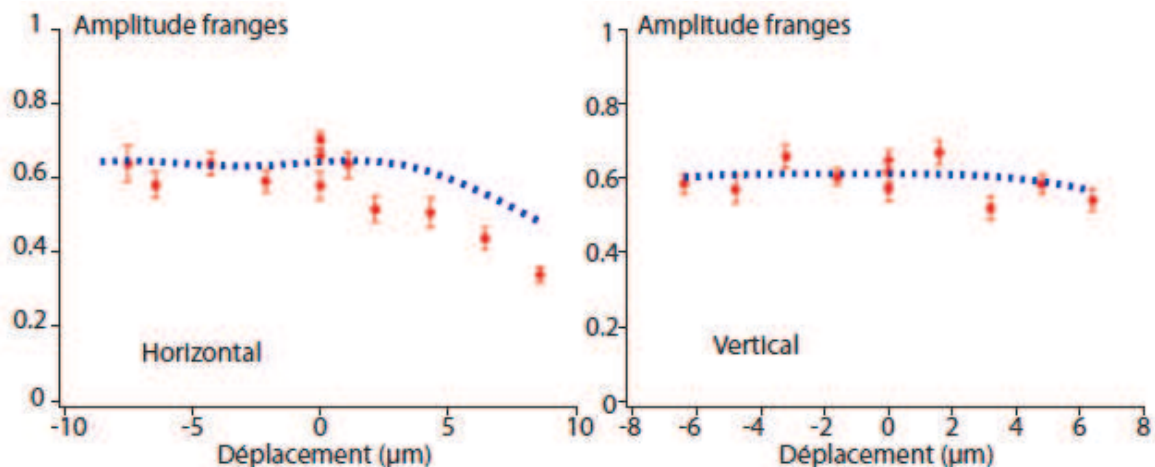 Amplitude franges
1
0.8
0.6
0.4
0.2
0
Horizontal
-10 -5 0 5 10
Déplacement (µm)
Amplitude franges
1
0.8
0.6
0.4
0.2
0
Vertical
-8 -6 -4 -2 0 2 4 6 8
Déplacement (µm)